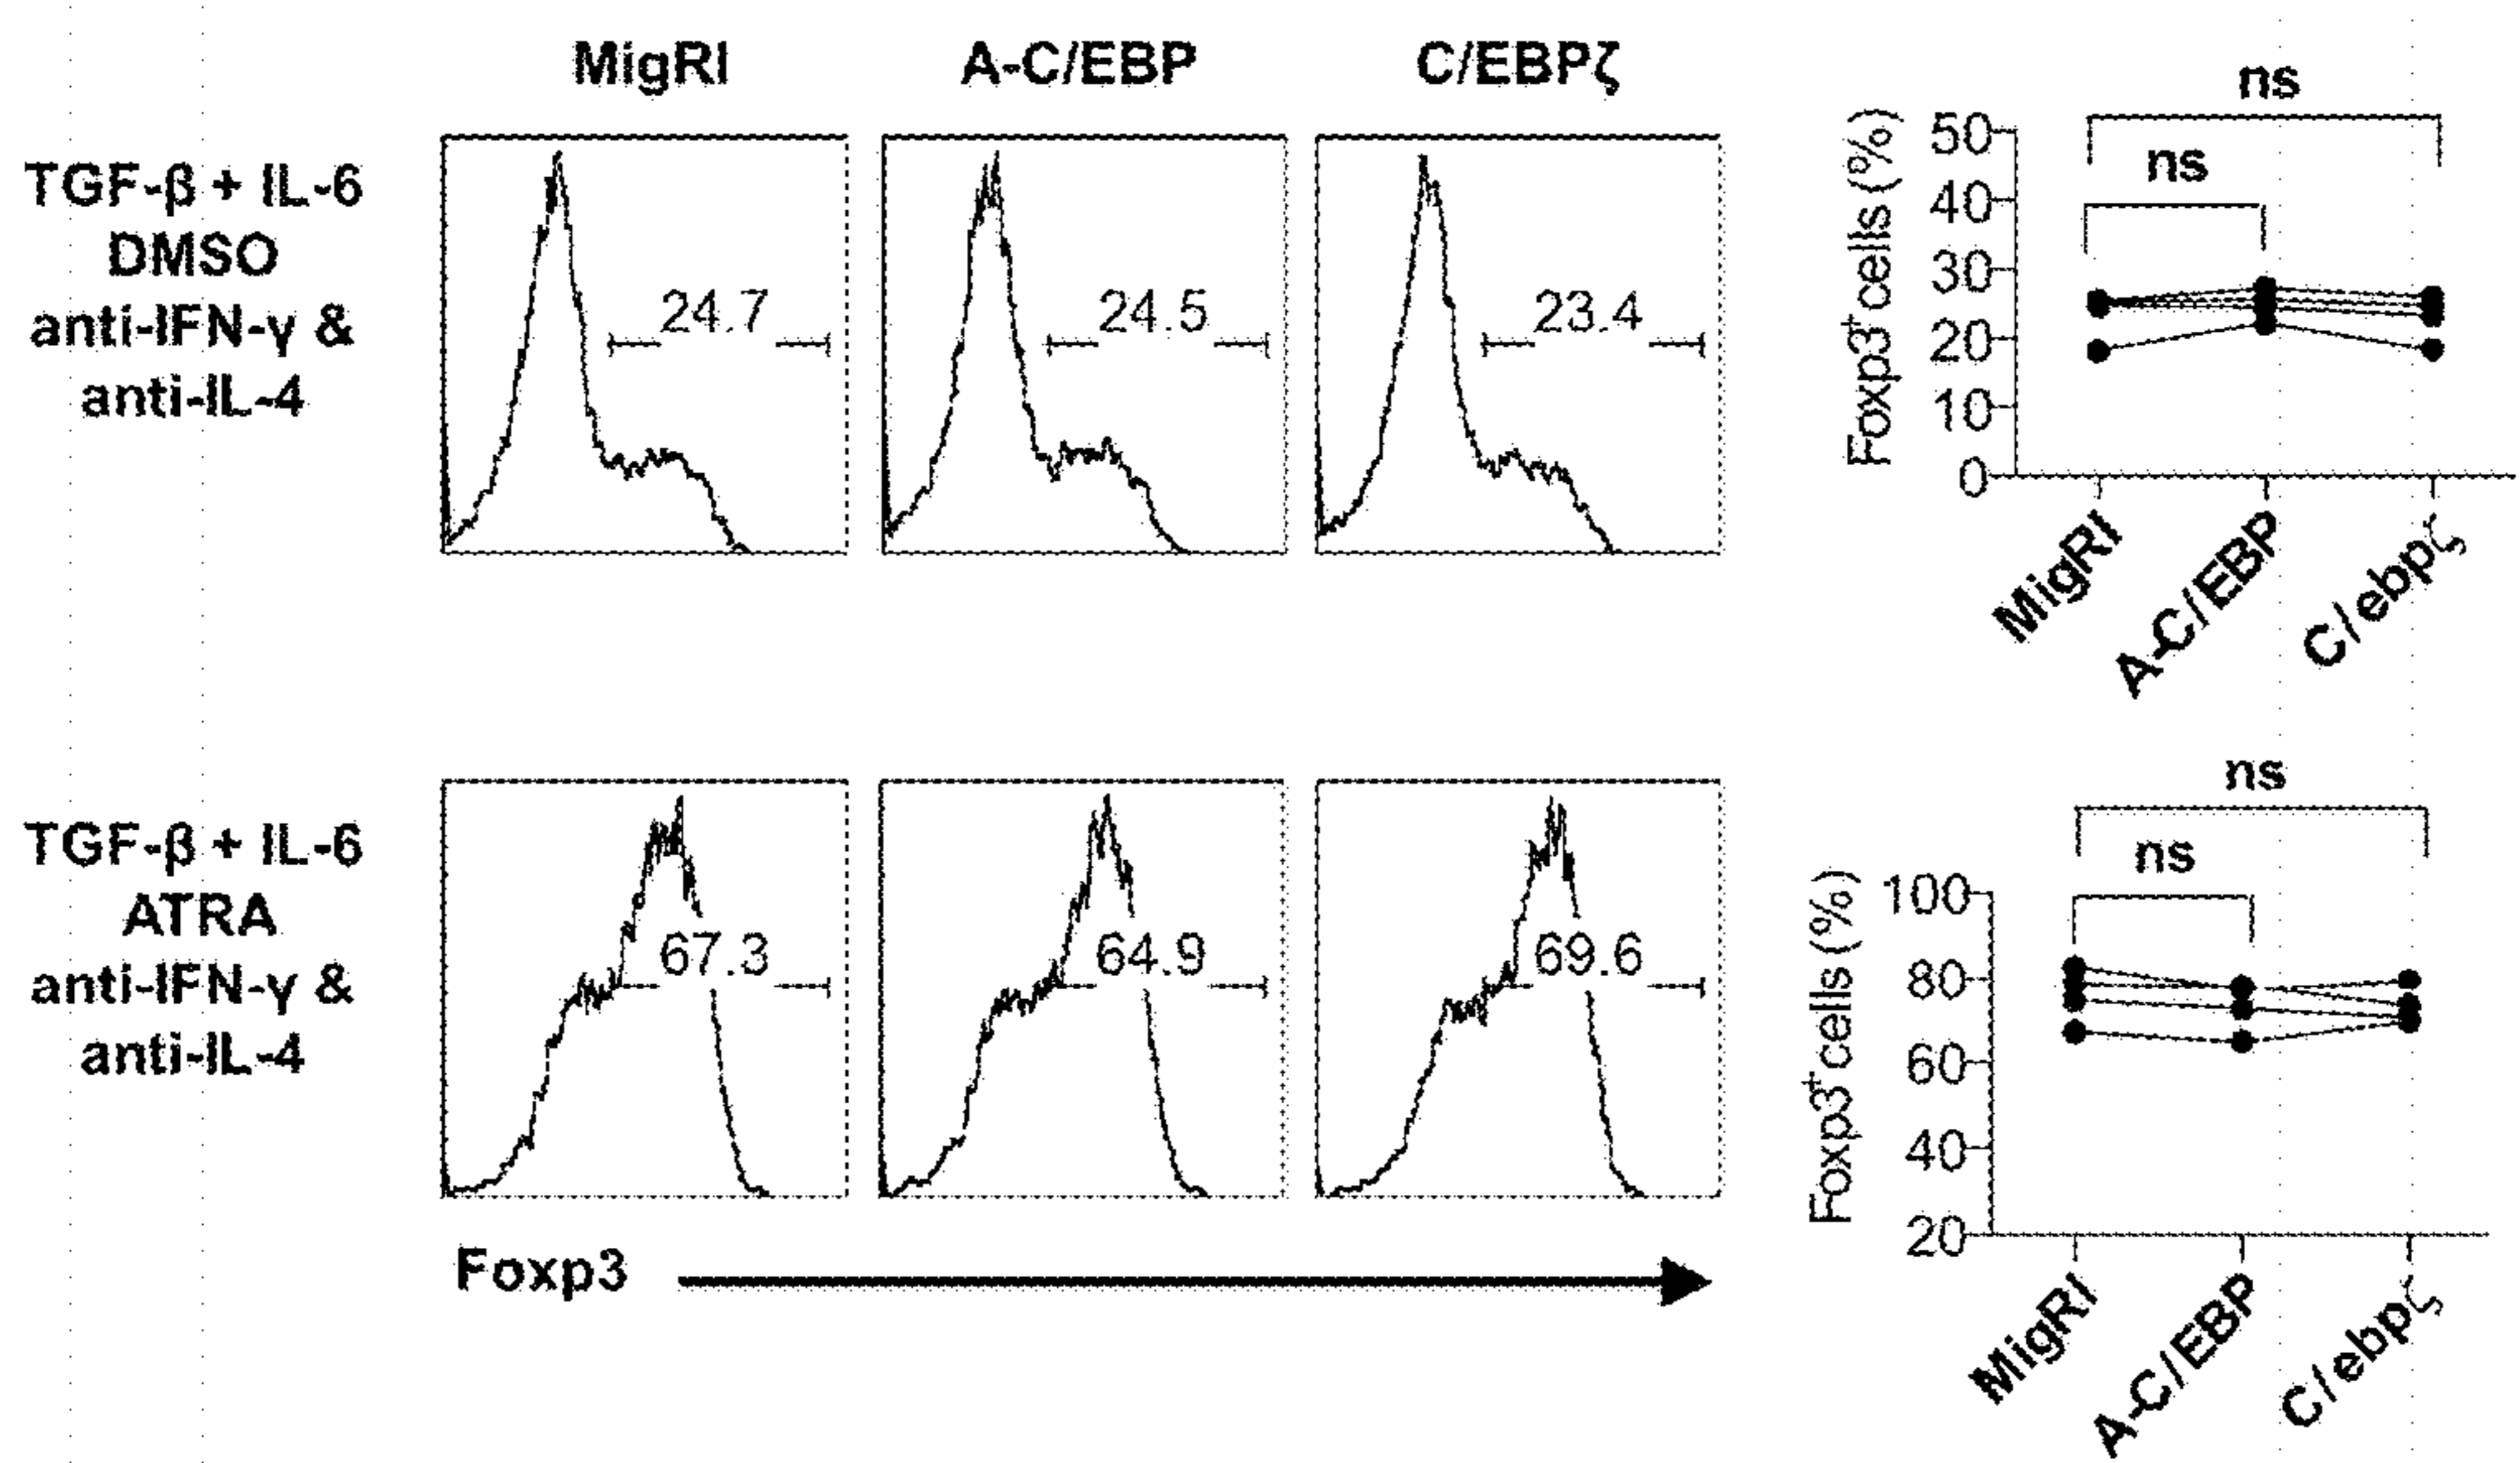 MigRI
A-C/EBP
C/EBPζ
TGF-β + IL-6
DMSO
anti-IFN-γ &
anti-IL-4
24.7
24.5
23.4
ns
ns
Foxp3+cells (%)
50
40
30
20
10
0
MigRI
A-C/EBP
C/ebpζ
TGF-β + IL-6
ATRA
anti-IFN-γ &
anti-IL-4
67.3
64.9
69.6
Foxp3
ns
ns
Foxp3+cells (%)
100
80
60
40
20
MigRI
A-C/EBP
C/ebpζ